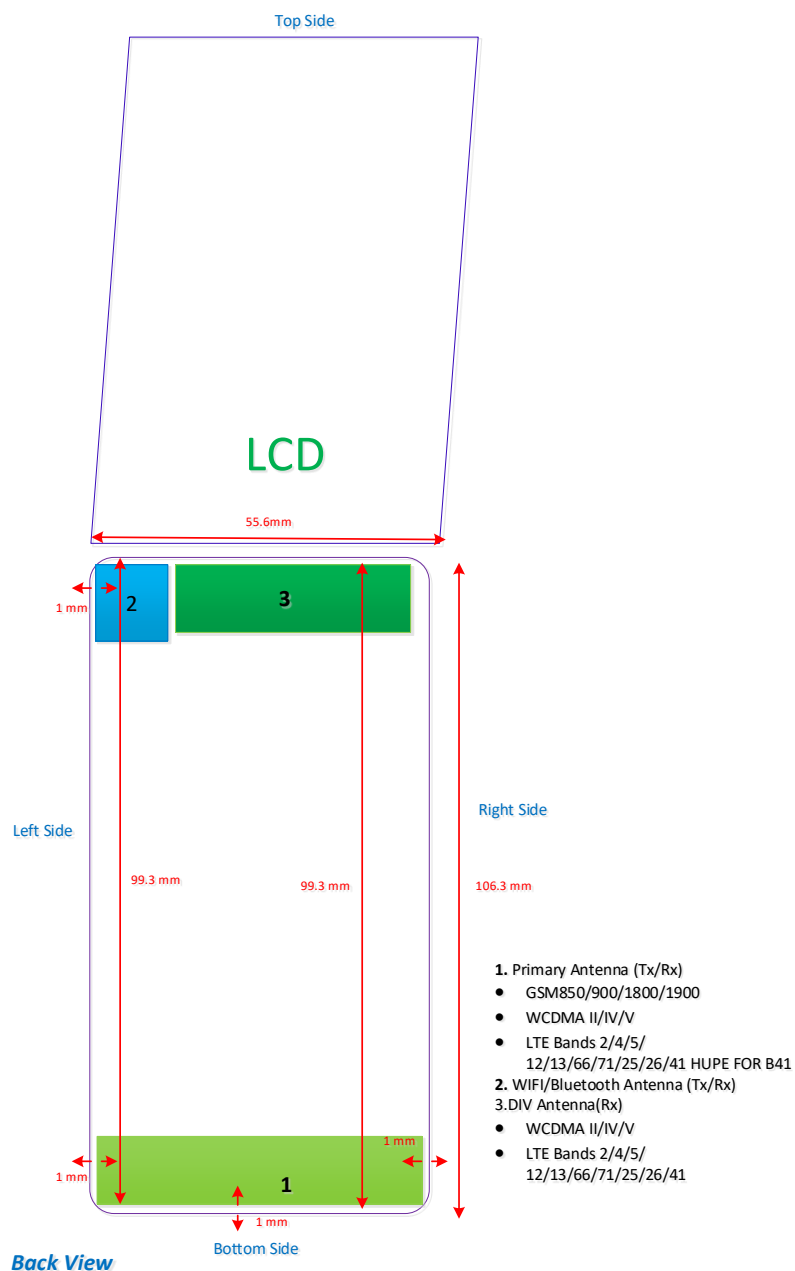 Top Side
LCD
55.6mm
2
3
1 mm
Right Side
Left Side
99.3 mm
99.3 mm
106.3 mm
1. Primary Antenna (Tx/Rx)
● GSM850/900/1800/1900
● WCDMA II/IV/V
● LTE Bands 2/4/5/
12/13/66/71/25/26/41 HUPE FOR B41
2. WIFI/Bluetooth Antenna (Tx/Rx)
3.DIV Antenna(Rx)
● WCDMA II/IV/V
● LTE Bands 2/4/5/
12/13/66/71/25/26/41
1 mm
1 mm
1
1 mm
Bottom Side
Back View